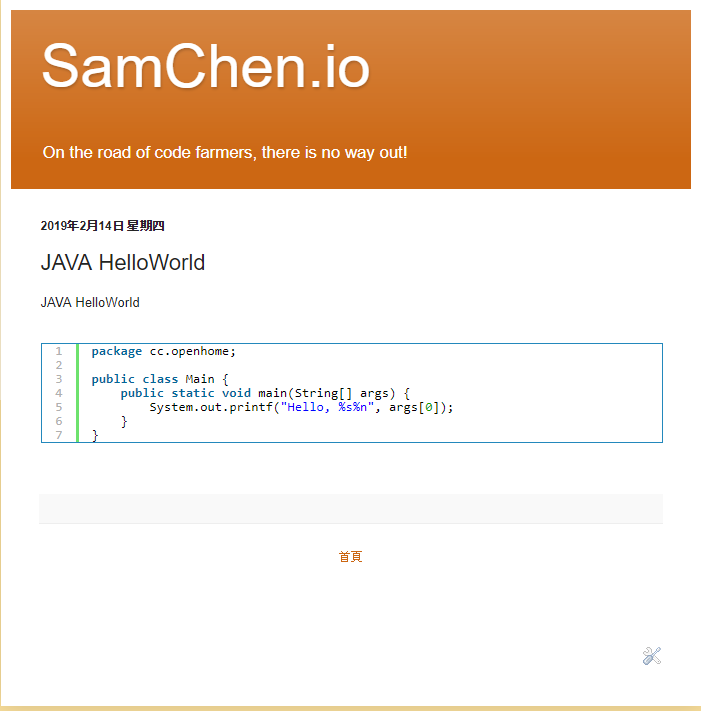 SamChen.io
On the road of code farmers, there is no way out!
2019年2月14日 星期四
JAVA HelloWorld
JAVA HelloWorld
1 package cc.openhome;
2
3 public class Main {
4     public static void main(String[] args) {
5         System.out.printf("Hello, %s%n", args[0]);
6     }
7 }
首頁